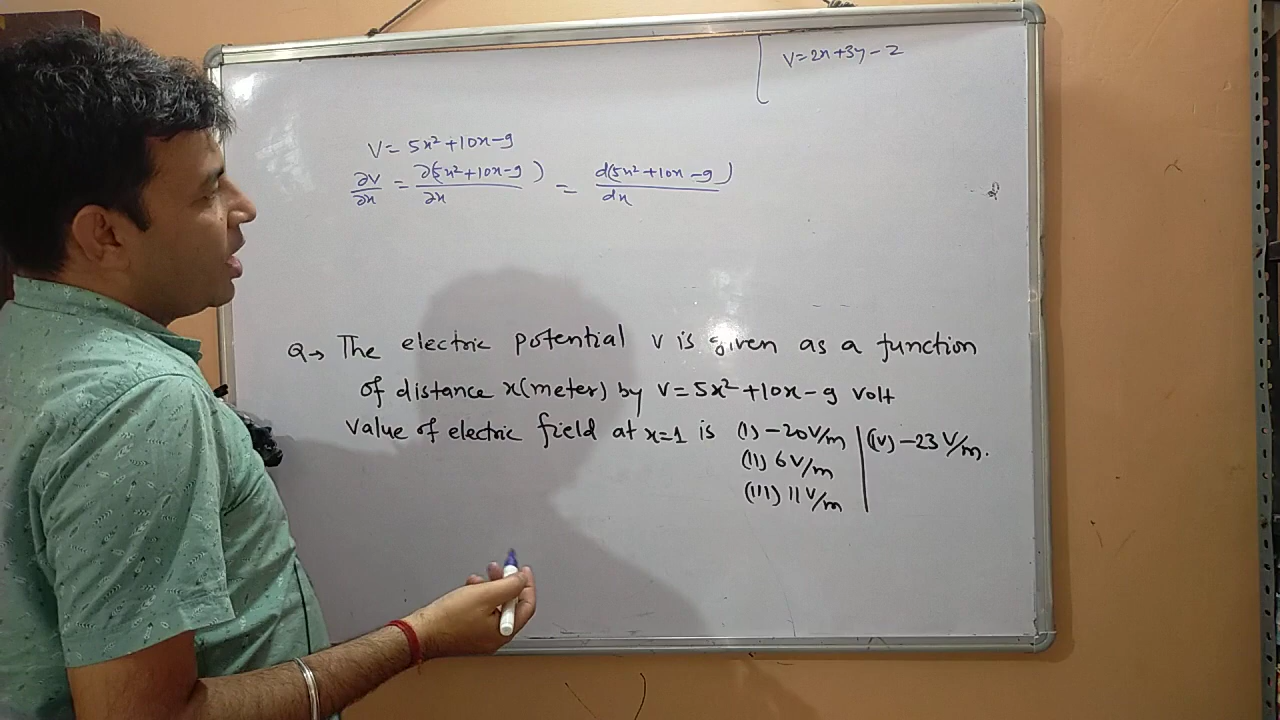 V=2x+3y-z
V= 5x²+10x-9
∂V/∂x = ∂(5x²+10x-9)/∂x = d(5x²+10x-9)/dx
Q→ The electric potential V is given as a function
of distance x(meter) by V=5x²+10x-9 volt
Value of electric field at x=1 is (I) -20V/m | (IV) -23 V/m.
(II) 6V/m
(III) 11V/m